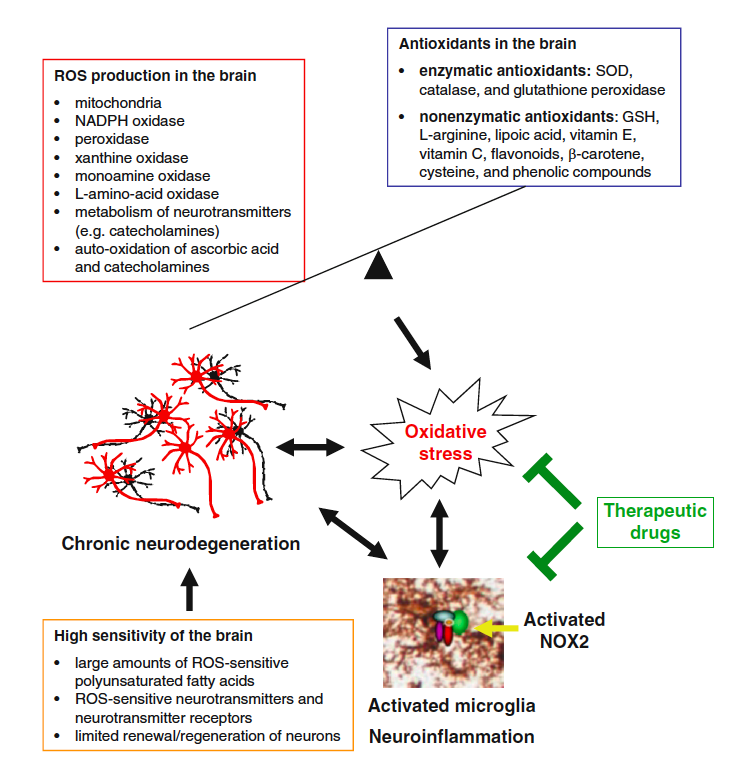 ROS production in the brain
• mitochondria
• NADPH oxidase
• peroxidase
• xanthine oxidase
• monoamine oxidase
• L-amino-acid oxidase
• metabolism of neurotransmitters
(e.g. catecholamines)
• auto-oxidation of ascorbic acid
and catecholamines
Antioxidants in the brain
• enzymatic antioxidants: SOD,
catalase, and glutathione peroxidase
• nonenzymatic antioxidants: GSH,
L-arginine, lipoic acid, vitamin E,
vitamin C, flavonoids, β-carotene,
cysteine, and phenolic compounds
Oxidative
stress
Therapeutic
drugs
Chronic neurodegeneration
High sensitivity of the brain
• large amounts of ROS-sensitive
polyunsaturated fatty acids
• ROS-sensitive neurotransmitters and
neurotransmitter receptors
• limited renewal/regeneration of neurons
Activated
NOX2
Activated microglia
Neuroinflammation